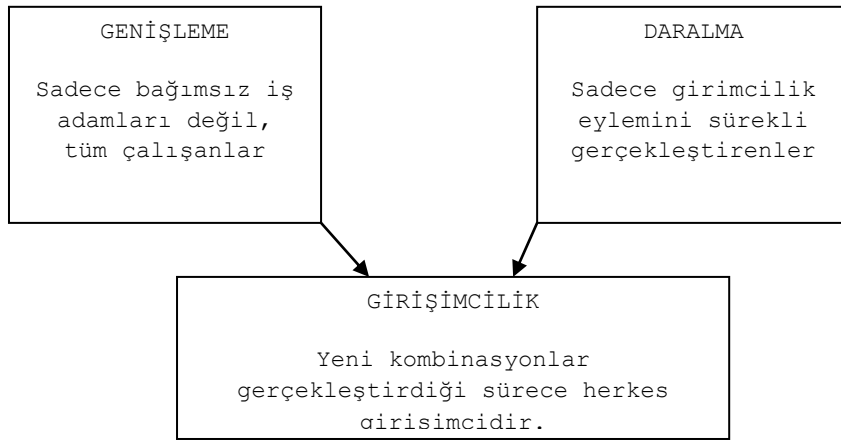 GENİŞLEME
Sadece bağımsız iş
adamları değil,
tüm çalışanlar
DARALMA
Sadece girimcilik
eylemini sürekli
gerçekleştirenler
GİRİŞİMCİLİK
Yeni kombinasyonlar
gerçekleştirdiği sürece herkes
girişimcidir.